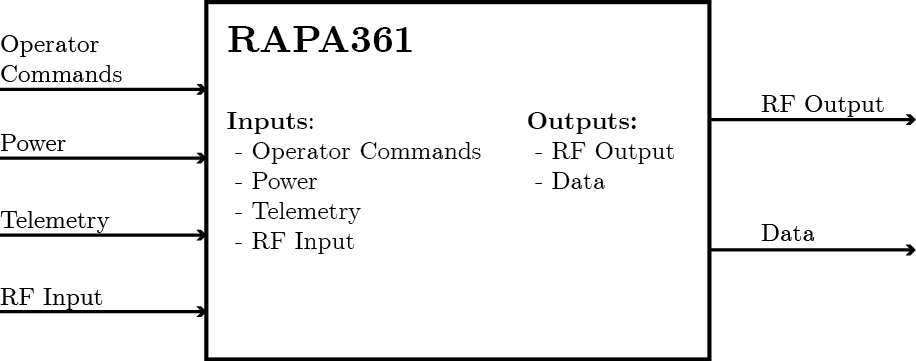 Operator
Commands
Power
Telemetry
RF Input
RAPA361
Inputs:
- Operator Commands
- Power
- Telemetry
- RF Input
Outputs:
- RF Output
- Data
RF Output
Data